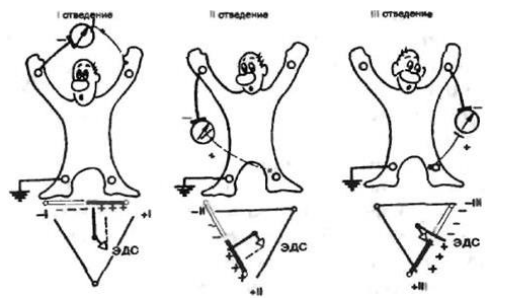 I отведение
II отведение
III отведение
−
−
+
−
+
−I
− − − −
+ + +
+I
ЭДС
−II
−
−
−
+
+
+
+
ЭДС
+II
−III
−
−
−
+
+
+
+
ЭДС
+III